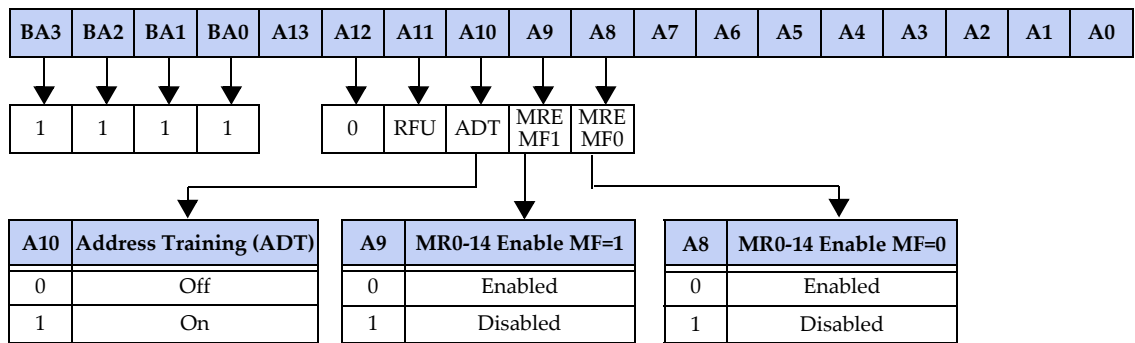 BA3 BA2 BA1 BA0 A13 A12 A11 A10 A9 A8 A7 A6 A5 A4 A3 A2 A1 A0
1 1 1 1 0 RFU ADT MRE MF1 MRE MF0
A10 Address Training (ADT)
0 Off
1 On
A9 MR0-14 Enable MF=1
0 Enabled
1 Disabled
A8 MR0-14 Enable MF=0
0 Enabled
1 Disabled